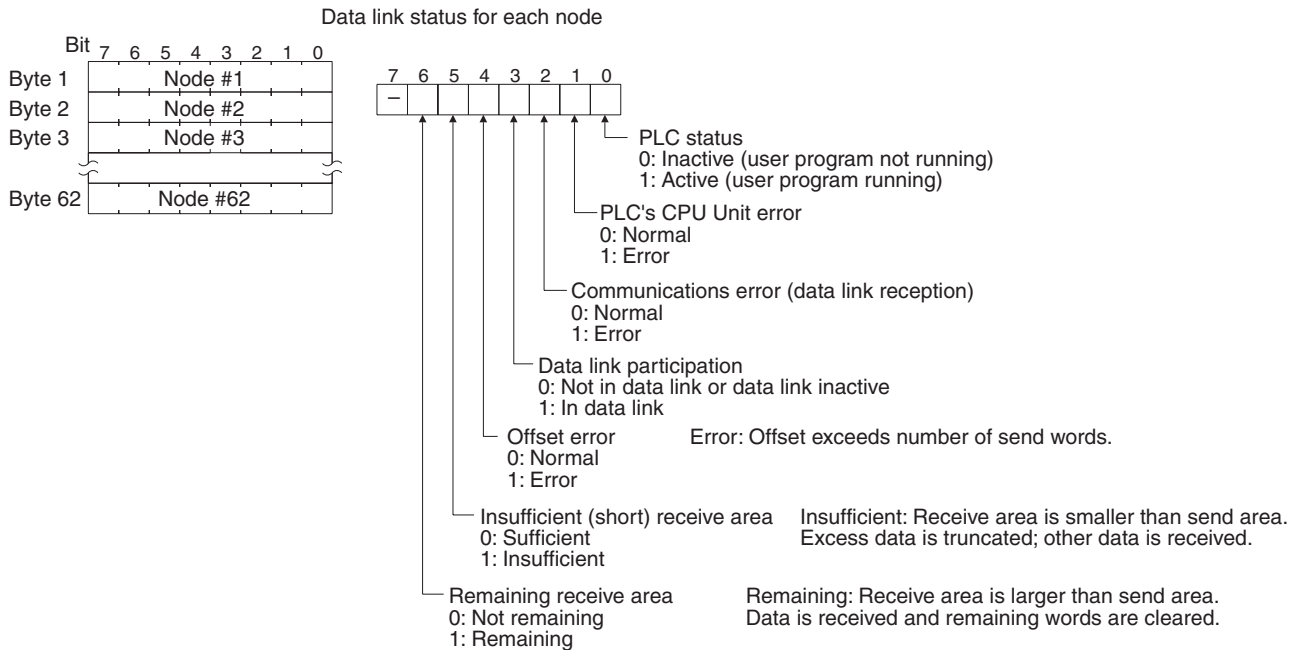 Data link status for each node
Bit 7 6 5 4 3 2 1 0
Byte 1 Node #1
Byte 2 Node #2
Byte 3 Node #3
Byte 62 Node #62
7 6 5 4 3 2 1 0
–
PLC status
0: Inactive (user program not running)
1: Active (user program running)
PLC's CPU Unit error
0: Normal
1: Error
Communications error (data link reception)
0: Normal
1: Error
Data link participation
0: Not in data link or data link inactive
1: In data link
Offset error Error: Offset exceeds number of send words.
0: Normal
1: Error
Insufficient (short) receive area Insufficient: Receive area is smaller than send area.
0: Sufficient Excess data is truncated; other data is received.
1: Insufficient
Remaining receive area Remaining: Receive area is larger than send area.
0: Not remaining Data is received and remaining words are cleared.
1: Remaining